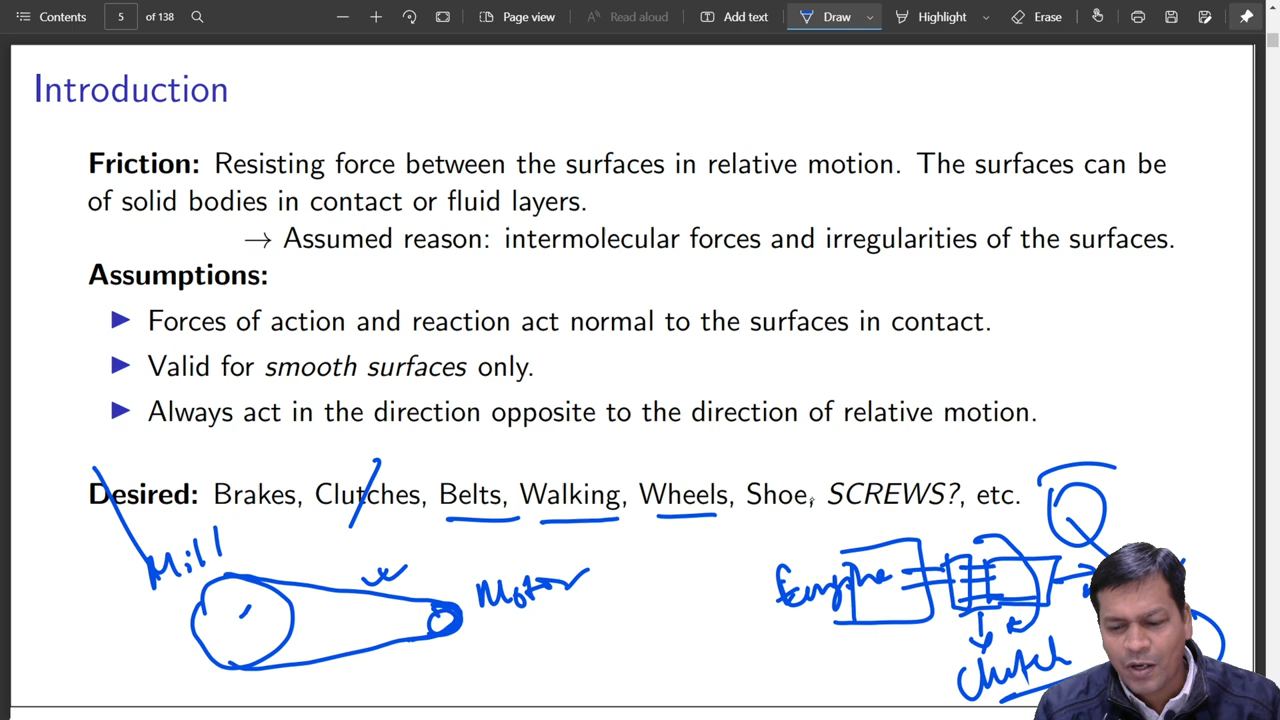 Contents 5 of 138 Page view Read aloud Add text Draw Highlight Erase
Introduction
Friction: Resisting force between the surfaces in relative motion. The surfaces can be
of solid bodies in contact or fluid layers.
→ Assumed reason: intermolecular forces and irregularities of the surfaces.
Assumptions:
▶ Forces of action and reaction act normal to the surfaces in contact.
▶ Valid for smooth surfaces only.
▶ Always act in the direction opposite to the direction of relative motion.
Desired: Brakes, Clutches, Belts, Walking, Wheels, Shoe, SCREWS?, etc.
Mill
Motor
Clutch